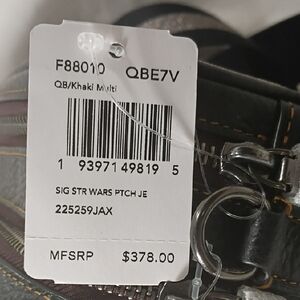 F88010 QBE7V
QB/Khaki Multi
1 93971 49819 5
SIG STR WARS PTCH JE
225259JAX
MFSRP $378.00